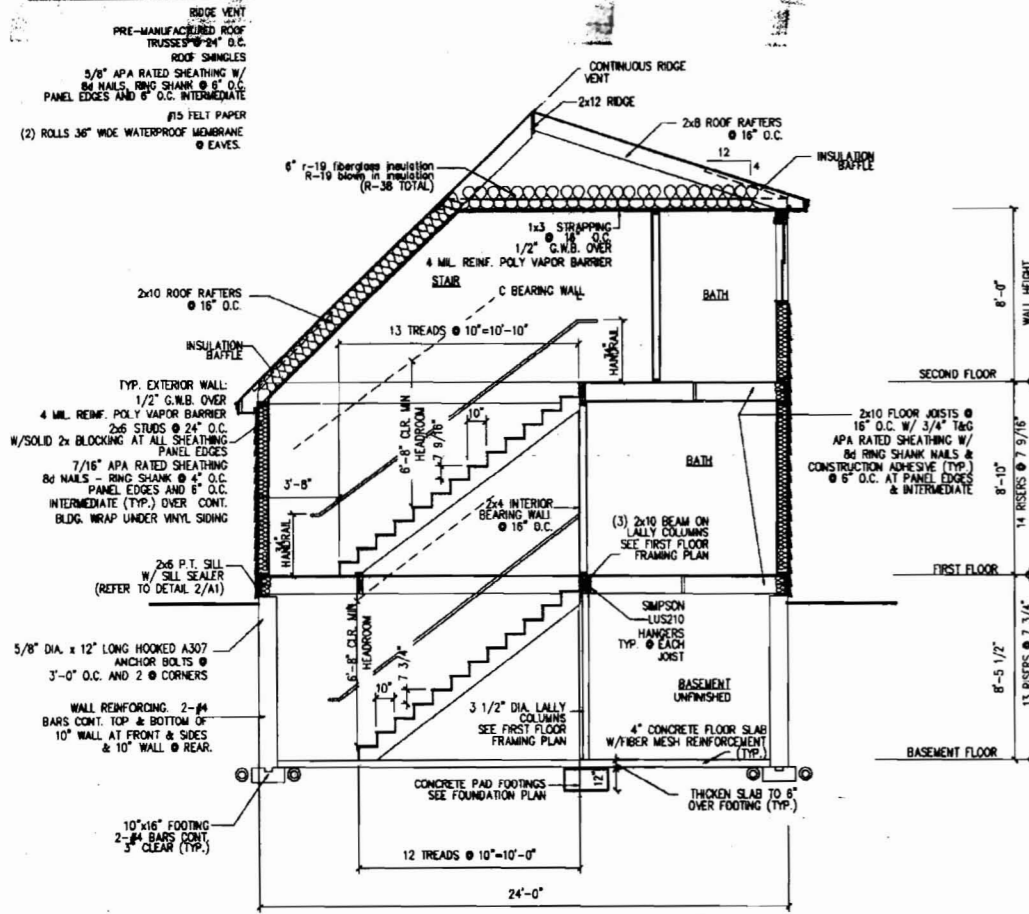 RIDGE VENT
PRE-MANUFACTURED ROOF
TRUSSES @ 24" O.C.
ROOF SHINGLES
5/8" APA RATED SHEATHING W/
8d NAILS, RING SHANK @ 6" O.C.
PANEL EDGES AND 6" O.C. INTERMEDIATE
#15 FELT PAPER
(2) ROLLS 36" WIDE WATERPROOF MEMBRANE
@ EAVES.
CONTINUOUS RIDGE
VENT
2x12 RIDGE
2x8 ROOF RAFTERS
@ 16" O.C.
12
4
INSULATION
BAFFLE
6" r-19 fiberglass insulation
R-19 blown in insulation
(R-38 TOTAL)
1x3 STRAPPING
@ 16" O.C.
1/2" G.W.B. OVER
4 MIL. REINF. POLY VAPOR BARRIER
STAIR
C BEARING WALL
BATH
2x10 ROOF RAFTERS
@ 16" O.C.
13 TREADS @ 10"=10'-10"
INSULATION
BAFFLE
34"
HANDRAIL
8'-0"
WALL HEIGHT
SECOND FLOOR
TYP. EXTERIOR WALL:
1/2" G.W.B. OVER
4 MIL. REINF. POLY VAPOR BARRIER
2x6 STUDS @ 24" O.C.
W/SOLID 2x BLOCKING AT ALL SHEATHING
PANEL EDGES
7/16" APA RATED SHEATHING
8d NAILS - RING SHANK @ 4" O.C.
PANEL EDGES AND 6" O.C.
INTERMEDIATE (TYP.) OVER CONT.
BLDG. WRAP UNDER VINYL SIDING
6'-8" CLR. MIN
HEADROOM
10"
7 9/16"
3'-8"
34"
HANDRAIL
2x4 INTERIOR
BEARING WALL
@ 16" O.C.
BATH
2x10 FLOOR JOISTS @
16" O.C. W/ 3/4" T&G
APA RATED SHEATHING W/
8d RING SHANK NAILS &
CONSTRUCTION ADHESIVE (TYP.)
@ 6" O.C. AT PANEL EDGES
& INTERMEDIATE
8'-10"
14 RISERS @ 7 9/16"
(3) 2x10 BEAM ON
LALLY COLUMNS
SEE FIRST FLOOR
FRAMING PLAN
FIRST FLOOR
2x6 P.T. SILL
W/ SILL SEALER
(REFER TO DETAIL 2/A1)
6'-8" CLR. MIN
HEADROOM
10"
7 3/4"
SIMPSON
LUS210
HANGERS
TYP. @ EACH
JOIST
5/8" DIA. x 12" LONG HOOKED A307
ANCHOR BOLTS @
3'-0" O.C. AND 2 @ CORNERS
WALL REINFORCING. 2-#4
BARS CONT. TOP & BOTTOM OF
10" WALL AT FRONT & SIDES
& 10" WALL @ REAR.
3 1/2" DIA. LALLY
COLUMNS
SEE FIRST FLOOR
FRAMING PLAN
BASEMENT
UNFINISHED
4" CONCRETE FLOOR SLAB
W/FIBER MESH REINFORCEMENT
(TYP.)
8'-5 1/2"
13 RISERS @ 7 3/4"
BASEMENT FLOOR
CONCRETE PAD FOOTINGS
SEE FOUNDATION PLAN
12"
THICKEN SLAB TO 6"
OVER FOOTING (TYP.)
10"x16" FOOTING
2-#4 BARS CONT.
3" CLEAR (TYP.)
12 TREADS @ 10"=10'-0"
24'-0"